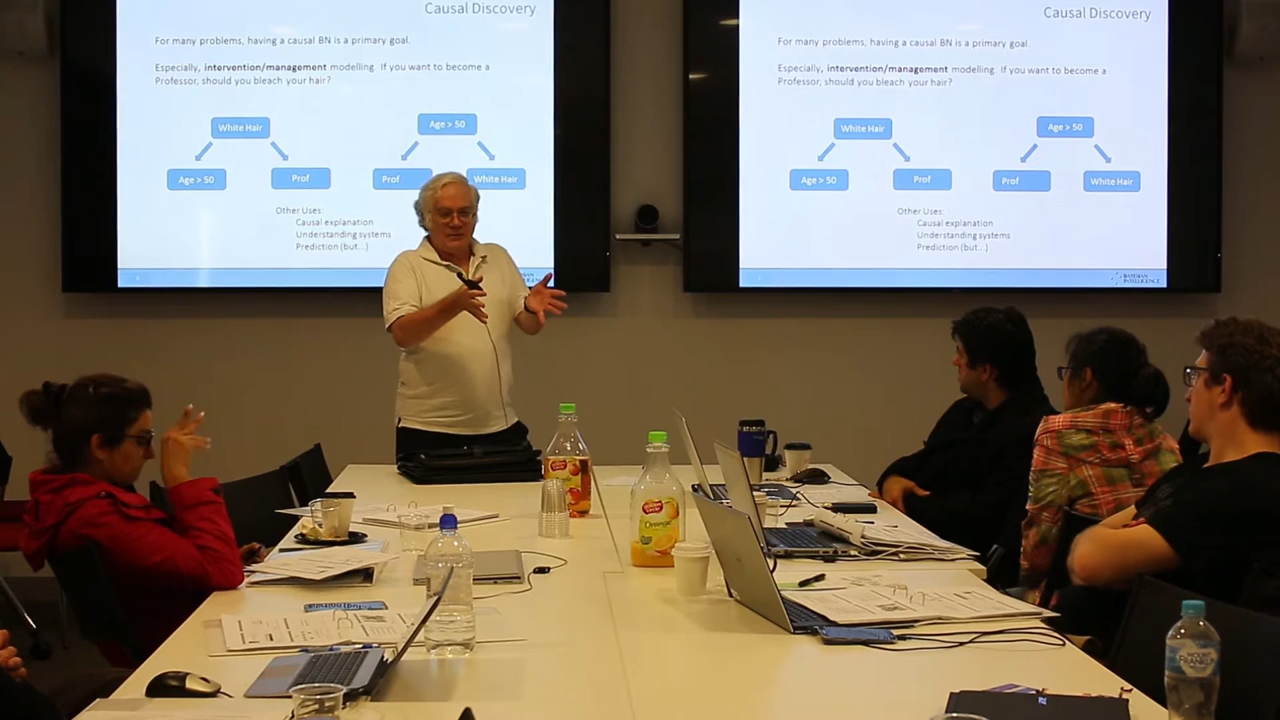 Causal Discovery
For many problems, having a causal BN is a primary goal.
Especially, intervention/management modelling. If you want to become a
Professor, should you bleach your hair?
White Hair
Age > 50
Age > 50
Prof
Prof
White Hair
Other Uses:
Causal explanation
Understanding systems
Prediction (but...)
Causal Discovery
For many problems, having a causal BN is a primary goal.
Especially, intervention/management modelling. If you want to become a
Professor, should you bleach your hair?
White Hair
Age > 50
Age > 50
Prof
Prof
White Hair
Other Uses:
Causal explanation
Understanding systems
Prediction (but...)
BAYESIAN
INTELLIGENCE
Orange
MOUNT
FRANKLIN